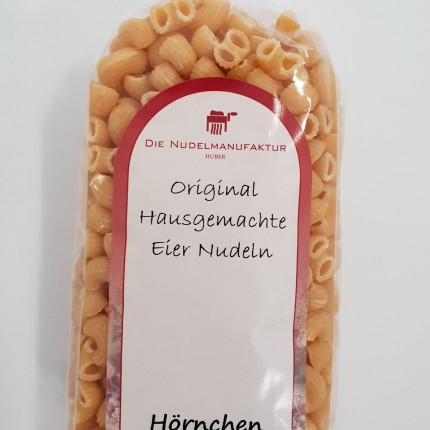 DIE NUDELMANUFAKTUR
HUBER
Original
Hausgemachte
Eier Nudeln
Hörnchen